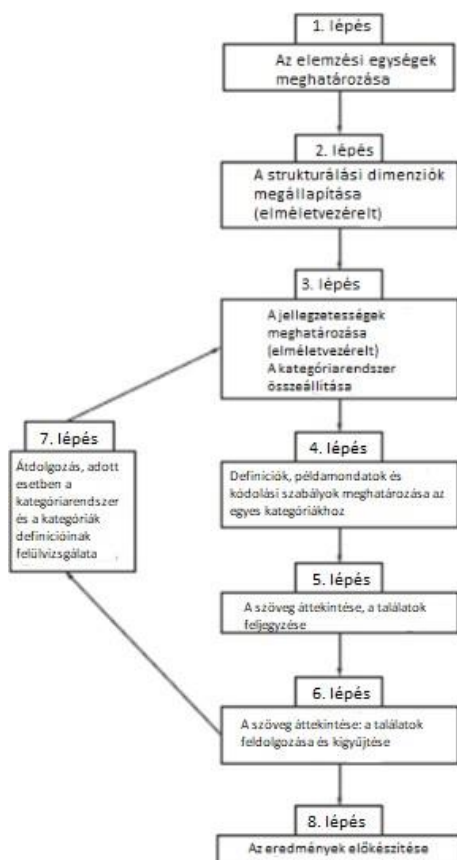 1. lépés
Az elemzési egységek
meghatározása
2. lépés
A strukturálási dimenziók
megállapítása
(elméletvezérelt)
3. lépés
A jellegzetességek
meghatározása
(elméletvezérelt)
A kategóriarendszer
összeállítása
4. lépés
Definíciók, példamondatok és
kódolási szabályok meghatározása az
egyes kategóriákhoz
5. lépés
A szöveg áttekintése, a találatok
feljegyzése
6. lépés
A szöveg áttekintése: a találatok
feldolgozása és kigyűjtése
7. lépés
Átdolgozás, adott
esetben a
kategóriarendszer
és a kategóriák
definícióinak
felülvizsgálata
8. lépés
Az eredmények előkészítése